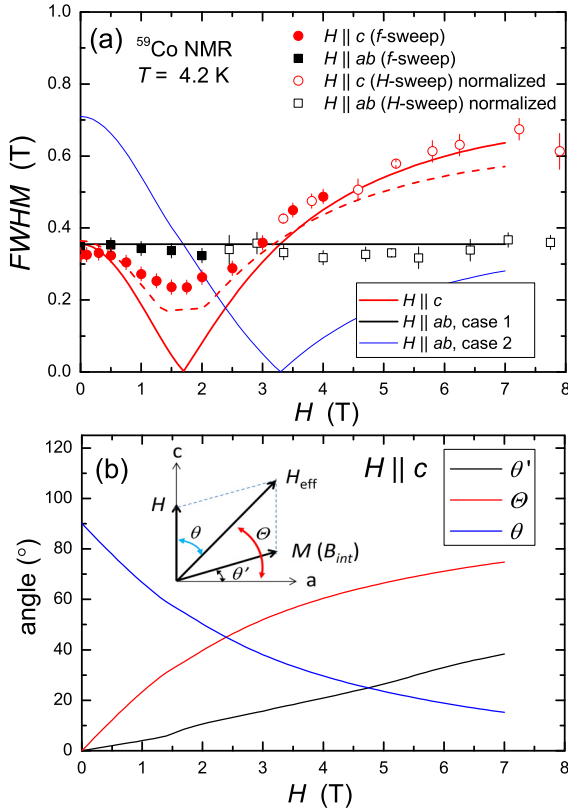 (a)
⁵⁹Co NMR
T = 4.2 K
H || c (f-sweep)
H || ab (f-sweep)
H || c (H-sweep) normalized
H || ab (H-sweep) normalized
FWHM (T)
0.8
0.6
0.4
0.2
0.0
H || c
H || ab, case 1
H || ab, case 2
0 1 2 3 4 5 6 7 8
H (T)
(b)
H || c
θ'
Θ
θ
c
H
H_eff
θ
Θ
M (B_int)
θ'
a
angle (°)
120
100
80
60
40
20
0
0 1 2 3 4 5 6 7 8
H (T)